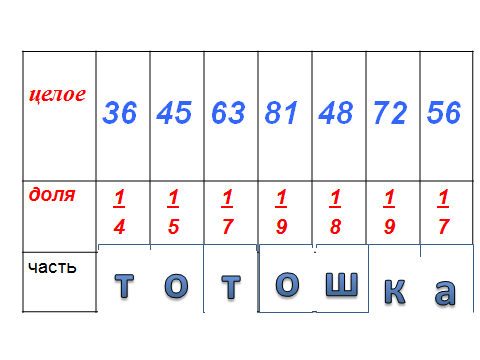 целое 36 45 63 81 48 72 56
доля 1/4 1/5 1/7 1/9 1/8 1/9 1/7
часть т о т о ш к а